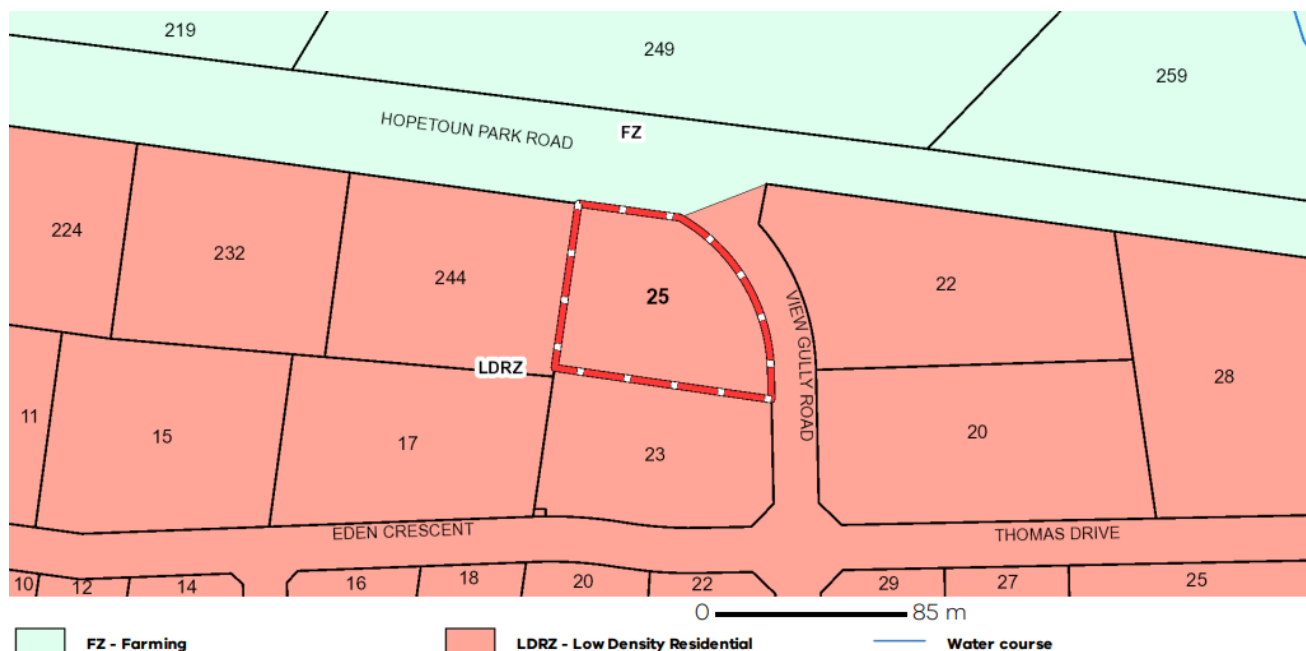 219
249
259
HOPETOUN PARK ROAD
FZ
224
232
244
25
22
VIEW GULLY ROAD
LDRZ
28
11
15
17
23
20
EDEN CRESCENT
THOMAS DRIVE
10
12
14
16
18
20
22
29
27
25
0 85 m
FZ - Farming
LDRZ - Low Density Residential
Water course